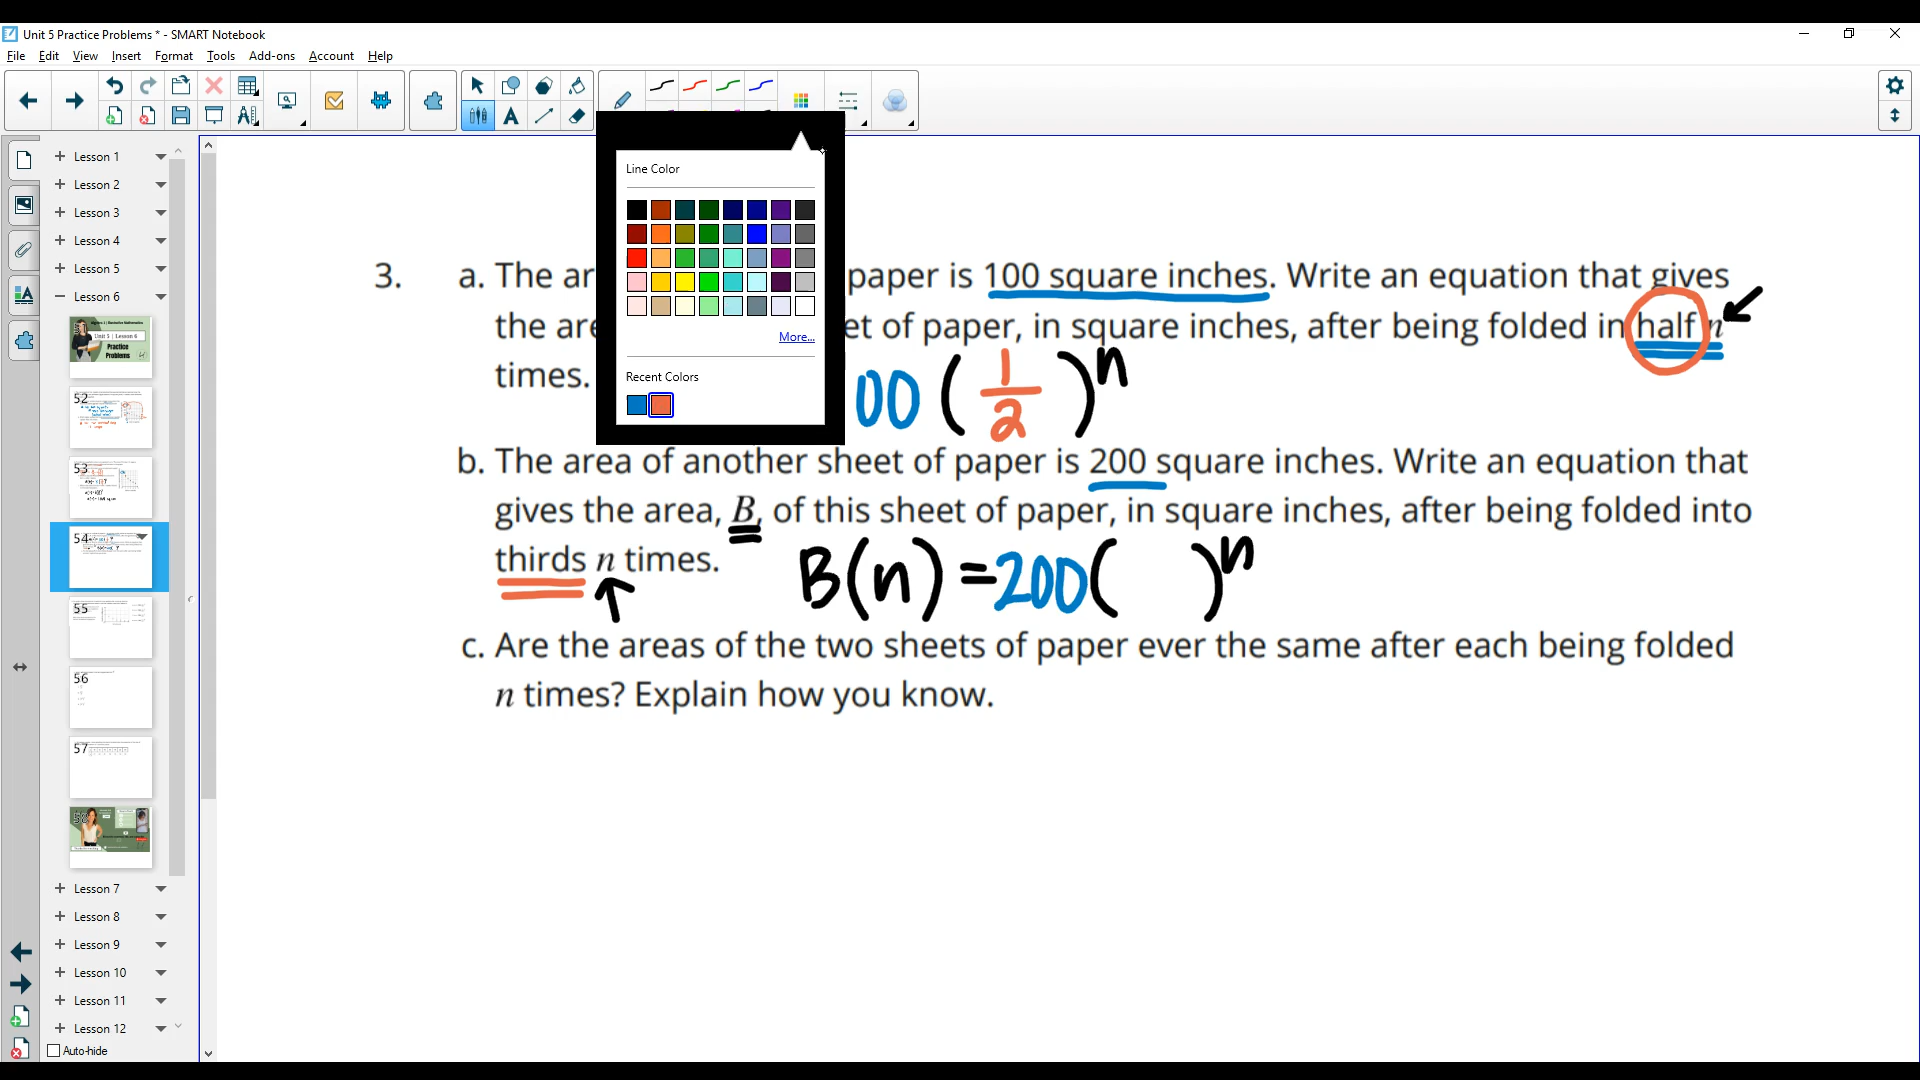 Unit 5 Practice Problems * - SMART Notebook
File Edit View Insert Format Tools Add-ons Account Help
Lesson 1
Lesson 2
Lesson 3
Lesson 4
Lesson 5
Lesson 6
Unit 5 | Lesson 6
Practice
Problems
52
53
54
55
56
57
58
Lesson 7
Lesson 8
Lesson 9
Lesson 10
Lesson 11
Lesson 12
Auto-hide
Line Color
More...
Recent Colors
3. a. The ar paper is 100 square inches. Write an equation that gives
the are et of paper, in square inches, after being folded in half n
times. 00 ( 1/2 )^n
b. The area of another sheet of paper is 200 square inches. Write an equation that
gives the area, B, of this sheet of paper, in square inches, after being folded into
thirds n times. B(n) = 200( )^n
c. Are the areas of the two sheets of paper ever the same after each being folded
n times? Explain how you know.